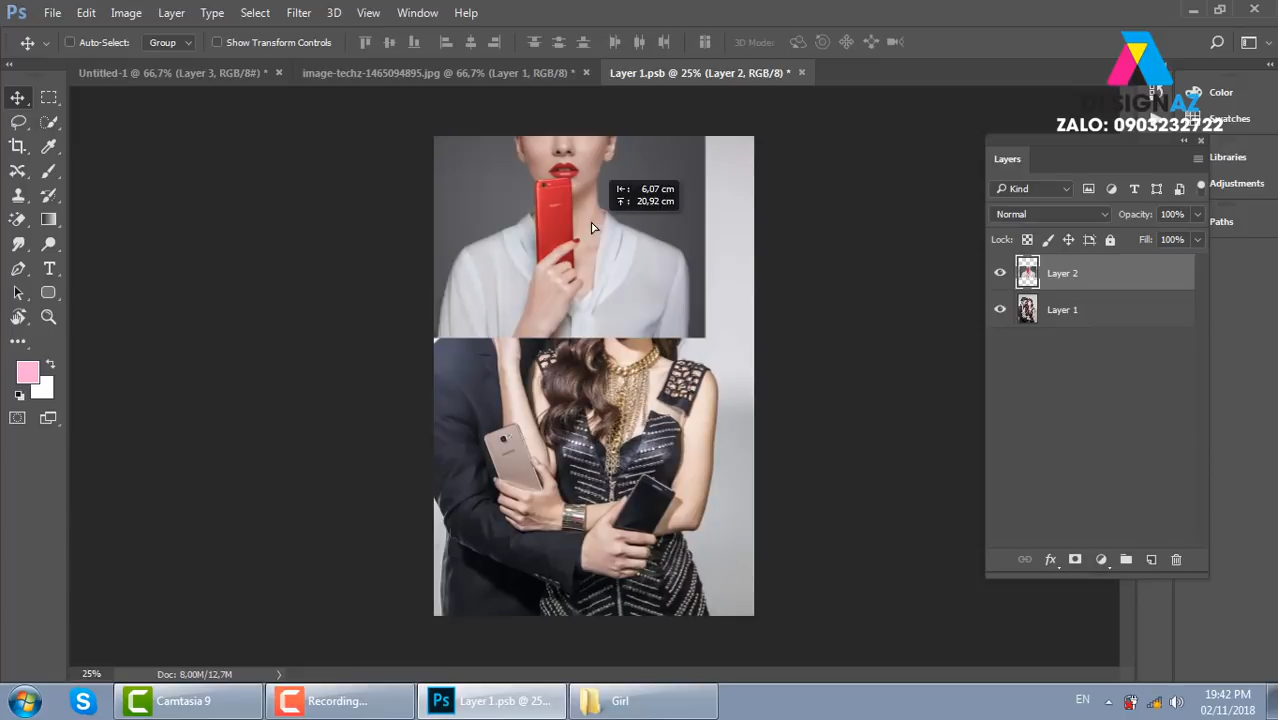 Ps File Edit Image Layer Type Select Filter 3D View Window Help
Auto-Select: Group Show Transform Controls 3D Mode:
Untitled-1 @ 66,7% (Layer 3, RGB/8#) * × image-techz-1465094895.jpg @ 66,7% (Layer 1, RGB/8) * × Layer 1.psb @ 25% (Layer 2, RGB/8) * ×
DESIGNAZ
ZALO: 0903232722
Color
Swatches
Libraries
Adjustments
Paths
Layers
Kind
Normal Opacity: 100%
Lock: Fill: 100%
Layer 2
Layer 1
6,07 cm
20,92 cm
25% Doc: 8,00M/12,7M
Camtasia 9 Recording... Layer 1.psb @ 25... Girl
EN 19:42 PM
02/11/2018